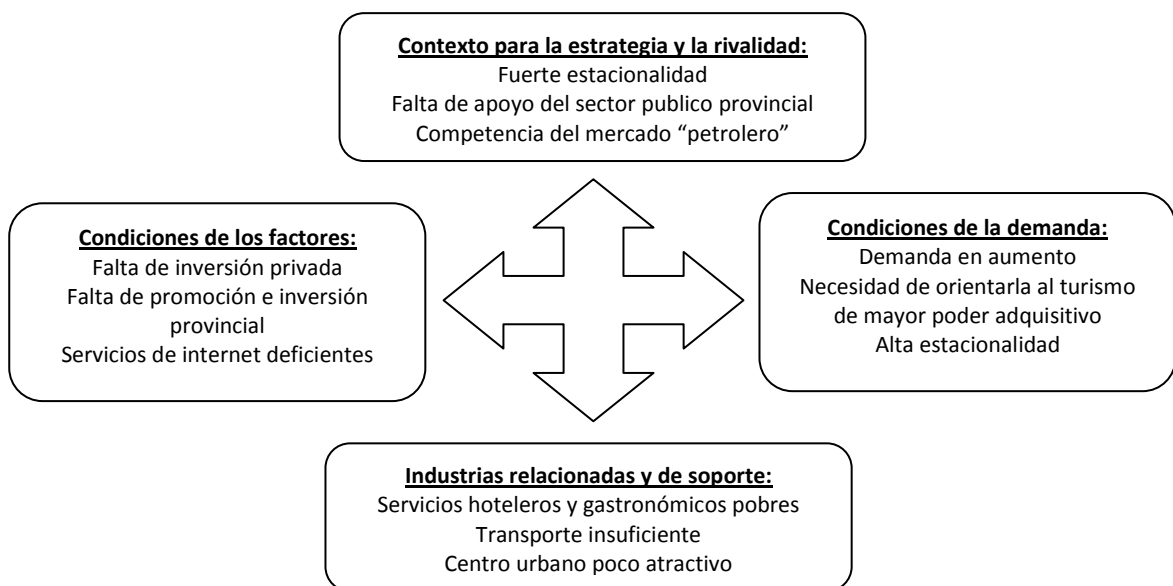 Contexto para la estrategia y la rivalidad:
Fuerte estacionalidad
Falta de apoyo del sector publico provincial
Competencia del mercado “petrolero”
Condiciones de los factores:
Falta de inversión privada
Falta de promoción e inversión
provincial
Servicios de internet deficientes
Condiciones de la demanda:
Demanda en aumento
Necesidad de orientarla al turismo
de mayor poder adquisitivo
Alta estacionalidad
Industrias relacionadas y de soporte:
Servicios hoteleros y gastronómicos pobres
Transporte insuficiente
Centro urbano poco atractivo